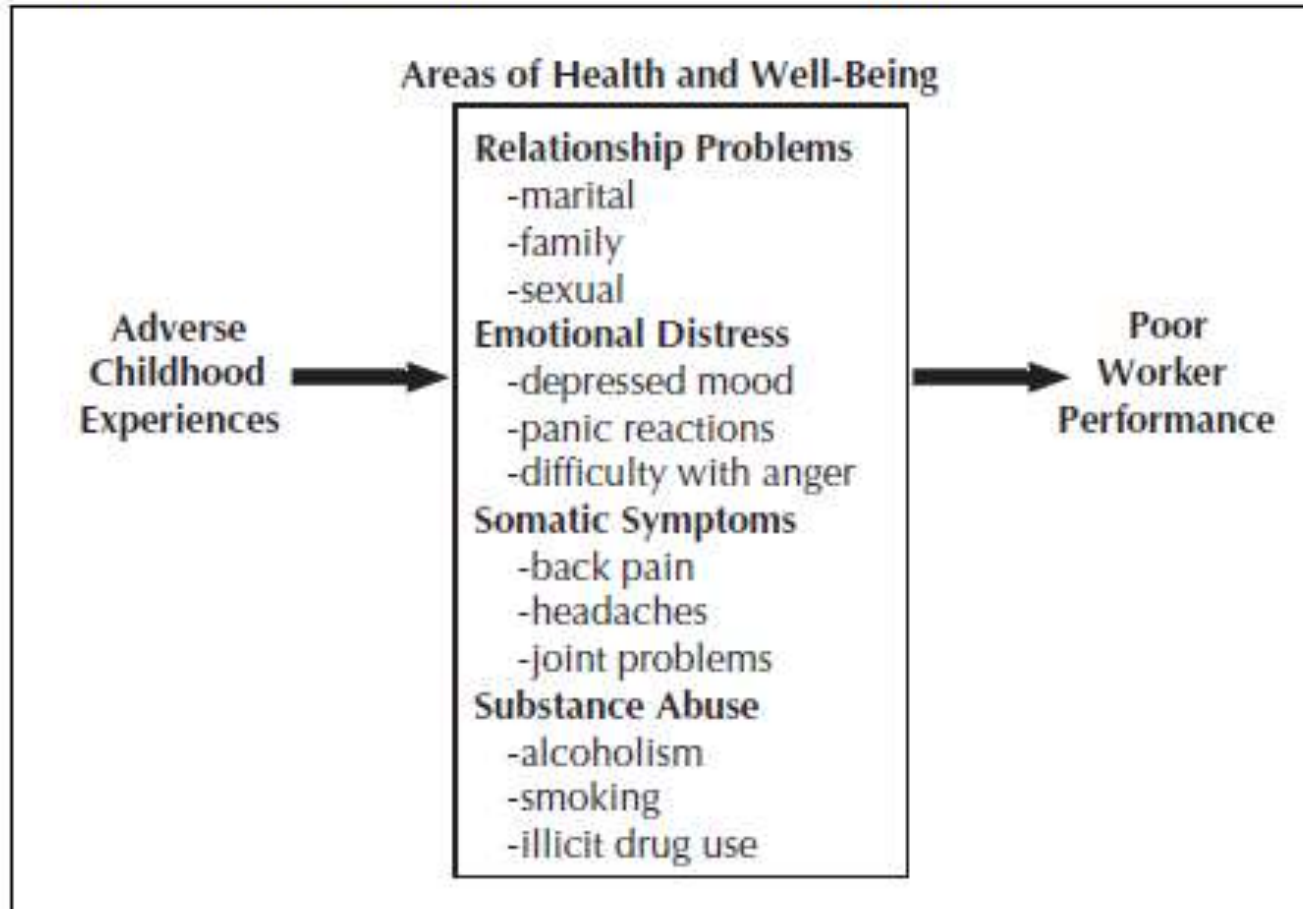 Areas of Health and Well-Being
Adverse
Childhood
Experiences
Relationship Problems
-marital
-family
-sexual
Emotional Distress
-depressed mood
-panic reactions
-difficulty with anger
Somatic Symptoms
-back pain
-headaches
-joint problems
Substance Abuse
-alcoholism
-smoking
-illicit drug use
Poor
Worker
Performance